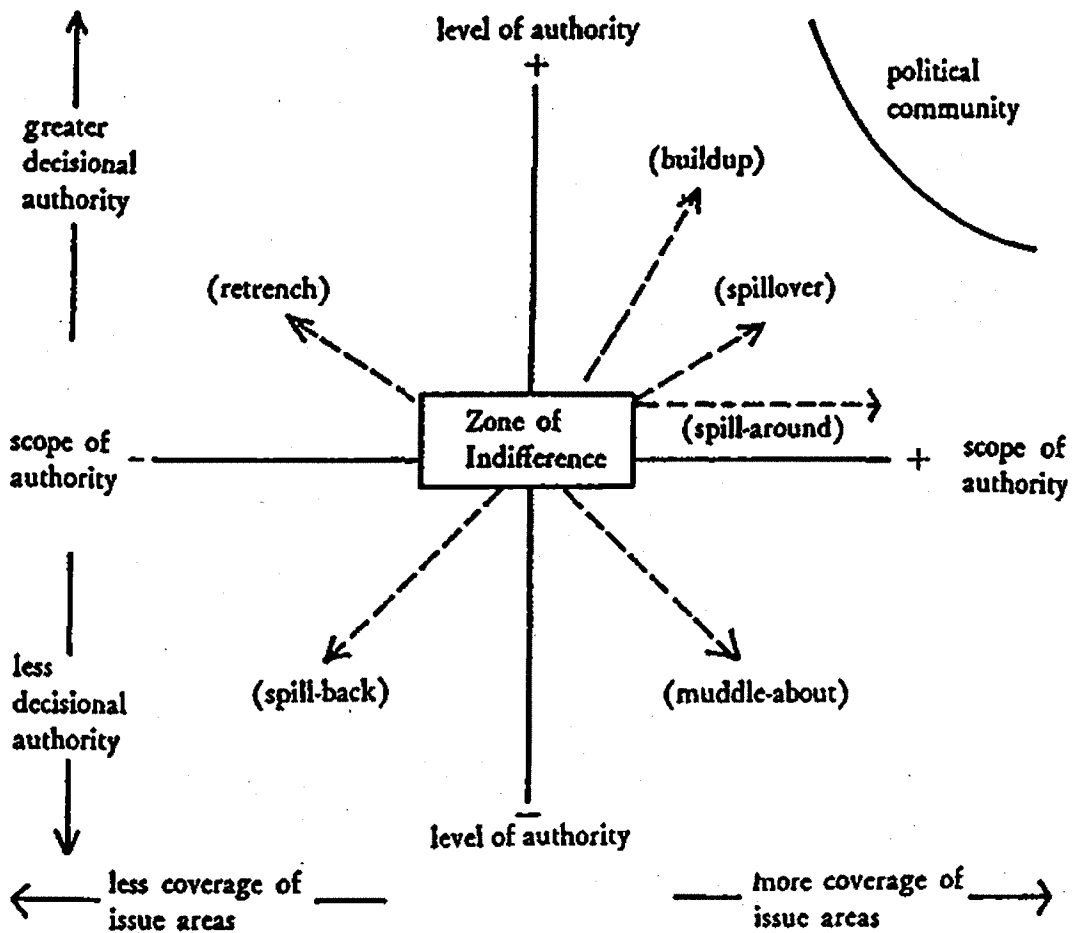 level of authority
+
political
community
greater
decisional
authority
(buildup)
(retrench)
(spillover)
Zone of
Indifference
(spill-around)
scope of
authority
-
+
scope of
authority
less
decisional
authority
(spill-back)
(muddle-about)
-
level of authority
less coverage of
issue areas
more coverage of
issue areas